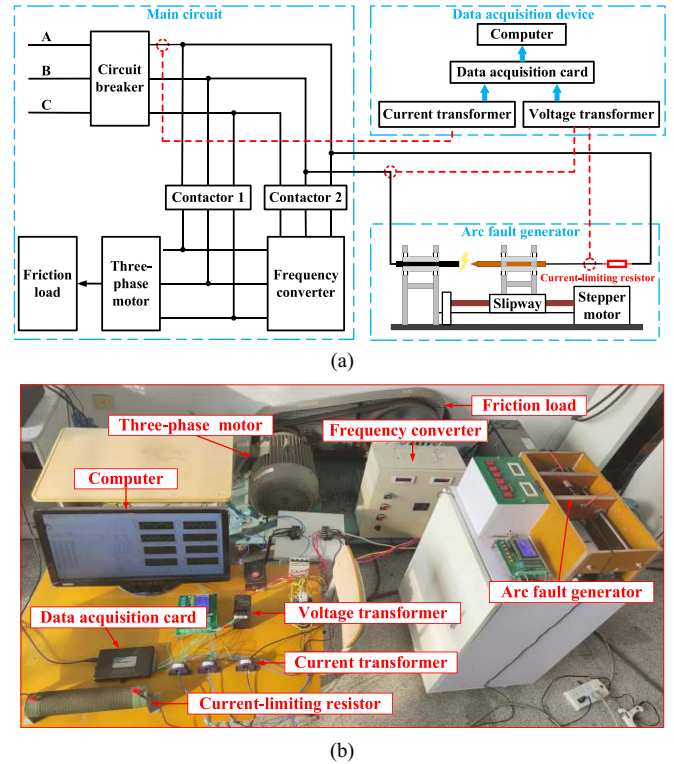 Main circuit
Data acquisition device
A
B
C
Circuit
breaker
Computer
Data acquisition card
Current transformer
Voltage transformer
Contactor 1
Contactor 2
Arc fault generator
Friction
load
Three-
phase
motor
Frequency
converter
Current-limiting resistor
Slipway
Stepper
motor
(a)
Friction load
Three-phase motor
Frequency converter
Computer
Arc fault generator
Data acquisition card
Voltage transformer
Current transformer
Current-limiting resistor
(b)